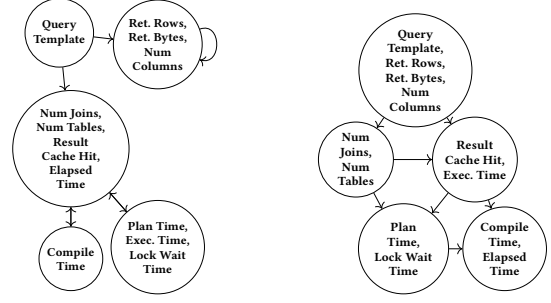 Query
Template
Ret. Rows,
Ret. Bytes,
Num
Columns
Num Joins,
Num Tables,
Result
Cache Hit,
Elapsed
Time
Compile
Time
Plan Time,
Exec. Time,
Lock Wait
Time
Query
Template,
Ret. Rows,
Ret. Bytes,
Num
Columns
Num
Joins,
Num
Tables
Result
Cache Hit,
Exec. Time
Plan
Time,
Lock Wait
Time
Compile
Time,
Elapsed
Time